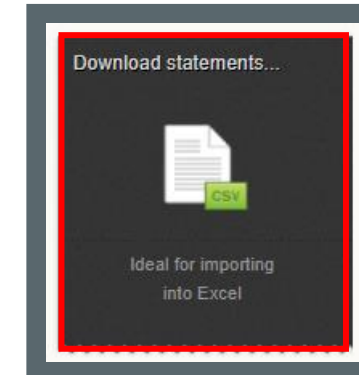 Download statements...
CSV
Ideal for importing
into Excel